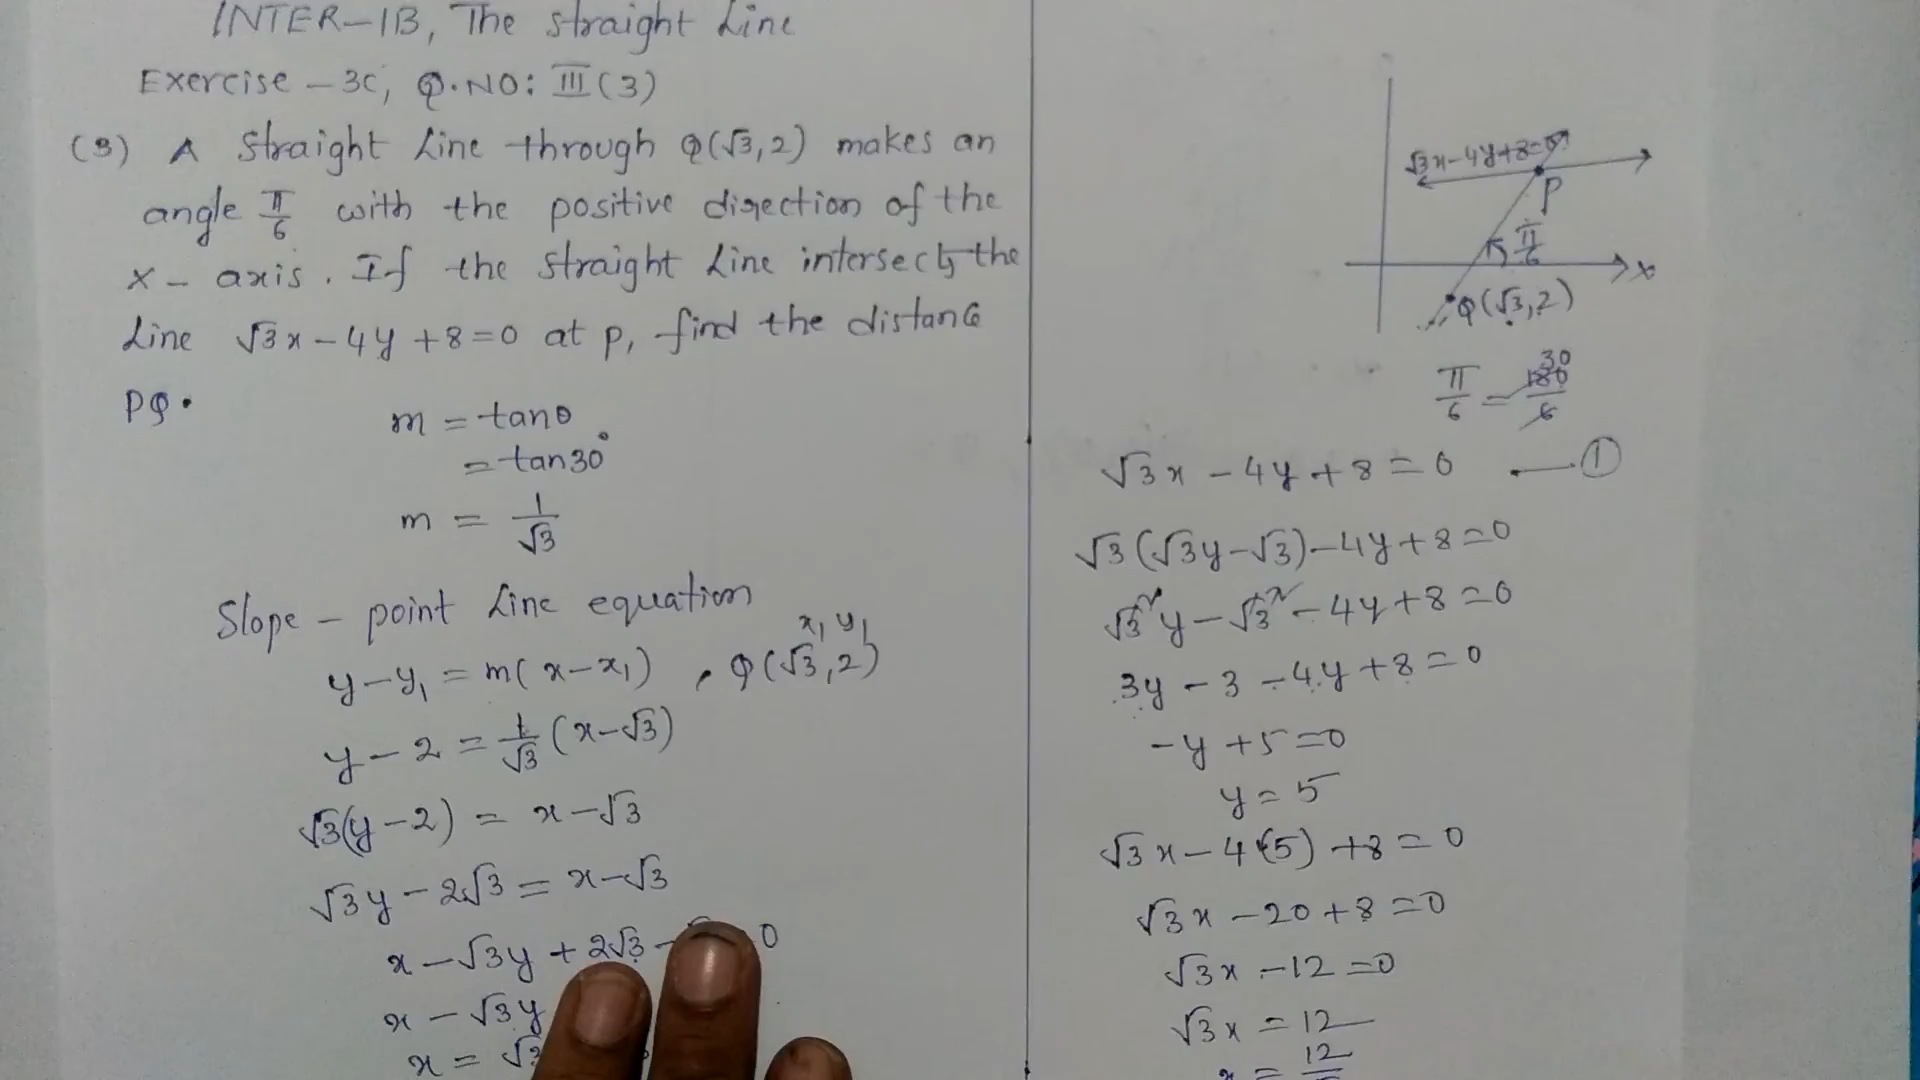 INTER-1B, The straight Line
Exercise - 3c, Q.NO: III (3)
(3) A straight Line through Q(√3,2) makes an
angle π/6 with the positive direction of the
x - axis. If the straight Line intersects the
Line √3x - 4y + 8 = 0 at P, find the distance
PQ.
m = tanθ
= tan30°
m = 1/√3
Slope - point Line equation
x₁ y₁
y - y₁ = m(x - x₁), Q(√3,2)
y - 2 = 1/√3 (x - √3)
√3(y - 2) = x - √3
√3y - 2√3 = x - √3
x - √3y + 2√3 - 0
x - √3y
x =
√3x - 4y + 8 = 0
P
π/6
x
Q(√3,2)
π/6 = 180/6
30
√3x - 4y + 8 = 0 — ①
√3(√3y - √3) - 4y + 8 = 0
√3²y - √3² - 4y + 8 = 0
3y - 3 - 4y + 8 = 0
-y + 5 = 0
y = 5
√3x - 4(5) + 8 = 0
√3x - 20 + 8 = 0
√3x - 12 = 0
√3x = 12
x = 12